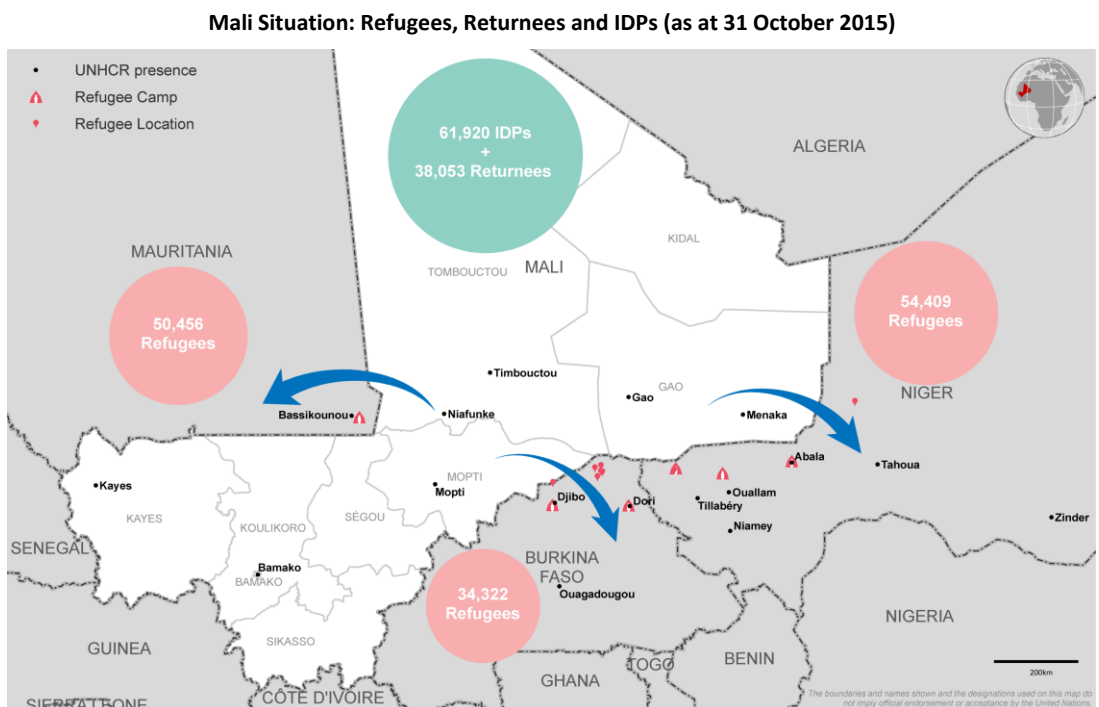 Mali Situation: Refugees, Returnees and IDPs (as at 31 October 2015)
UNHCR presence
Refugee Camp
Refugee Location
61,920 IDPs
+
38,053 Returnees
ALGERIA
MAURITANIA
KIDAL
TOMBOUCTOU
MALI
50,456
Refugees
54,409
Refugees
Timbouctou
GAO
NIGER
Gao
Bassikounou
Niafunke
Menaka
Abala
Tahoua
MOPTI
Kayes
Mopti
Ouallam
Djibo
Dori
Tillabéry
KAYES
SÉGOU
KOULIKORO
Niamey
Zinder
SENEGAL
BURKINA
FASO
Bamako
BAMAKO
Ouagadougou
34,322
Refugees
NIGERIA
SIKASSO
GUINEA
BENIN
TOGO
GHANA
200km
CÔTE D'IVOIRE
The boundaries and names shown and the designations used on this map do
not imply official endorsement or acceptance by the United Nations.